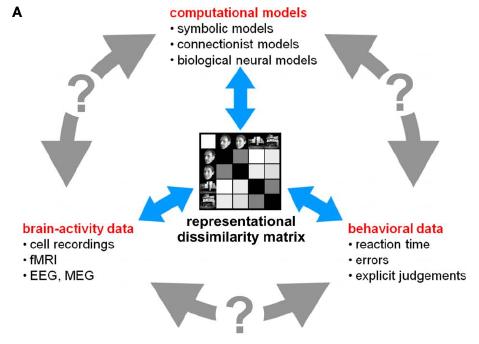 A
computational models
• symbolic models
• connectionist models
• biological neural models
?
?
representational
dissimilarity matrix
brain-activity data
• cell recordings
• fMRI
• EEG, MEG
behavioral data
• reaction time
• errors
• explicit judgements
?